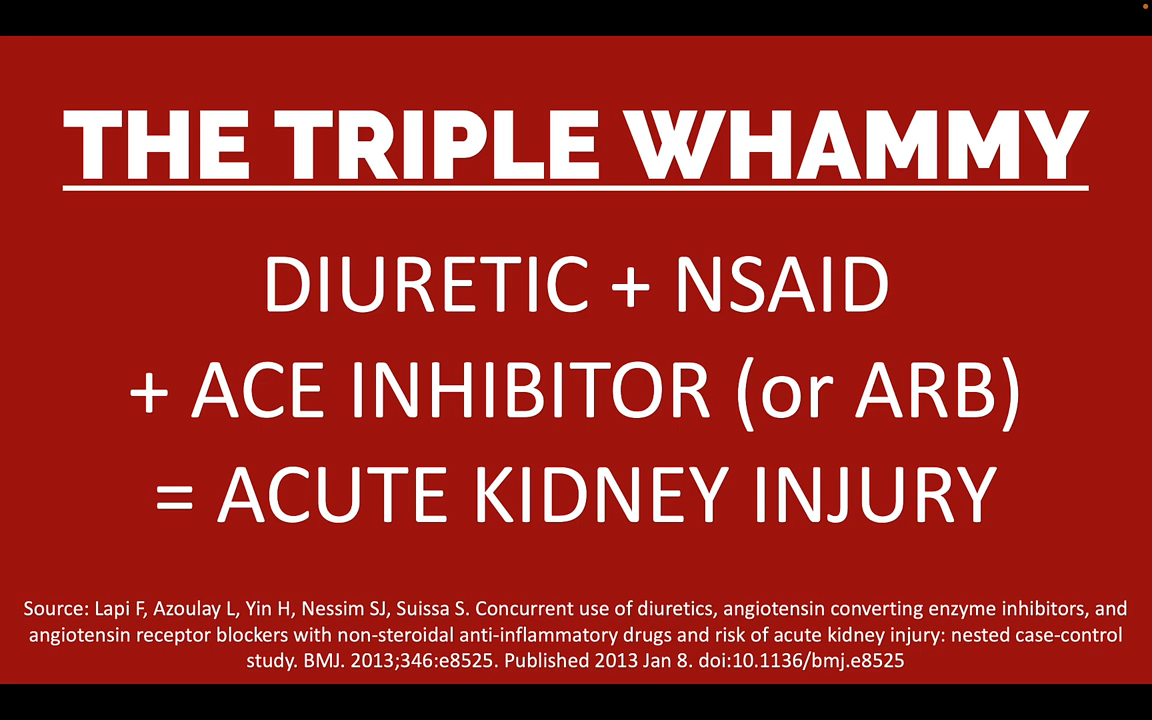 THE TRIPLE WHAMMY
DIURETIC + NSAID
+ ACE INHIBITOR (or ARB)
= ACUTE KIDNEY INJURY
Source: Lapi F, Azoulay L, Yin H, Nessim SJ, Suissa S. Concurrent use of diuretics, angiotensin converting enzyme inhibitors, and
angiotensin receptor blockers with non-steroidal anti-inflammatory drugs and risk of acute kidney injury: nested case-control
study. BMJ. 2013;346:e8525. Published 2013 Jan 8. doi:10.1136/bmj.e8525